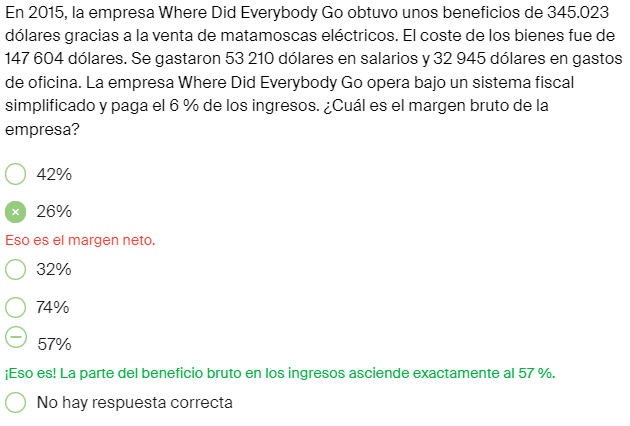 En 2015, la empresa Where Did Everybody Go obtuvo unos beneficios de 345.023
dólares gracias a la venta de matamoscas eléctricos. El coste de los bienes fue de
147 604 dólares. Se gastaron 53 210 dólares en salarios y 32 945 dólares en gastos
de oficina. La empresa Where Did Everybody Go opera bajo un sistema fiscal
simplificado y paga el 6 % de los ingresos. ¿Cuál es el margen bruto de la
empresa?
42%
26%
Eso es el margen neto.
32%
74%
57%
¡Eso es! La parte del beneficio bruto en los ingresos asciende exactamente al 57 %.
No hay respuesta correcta